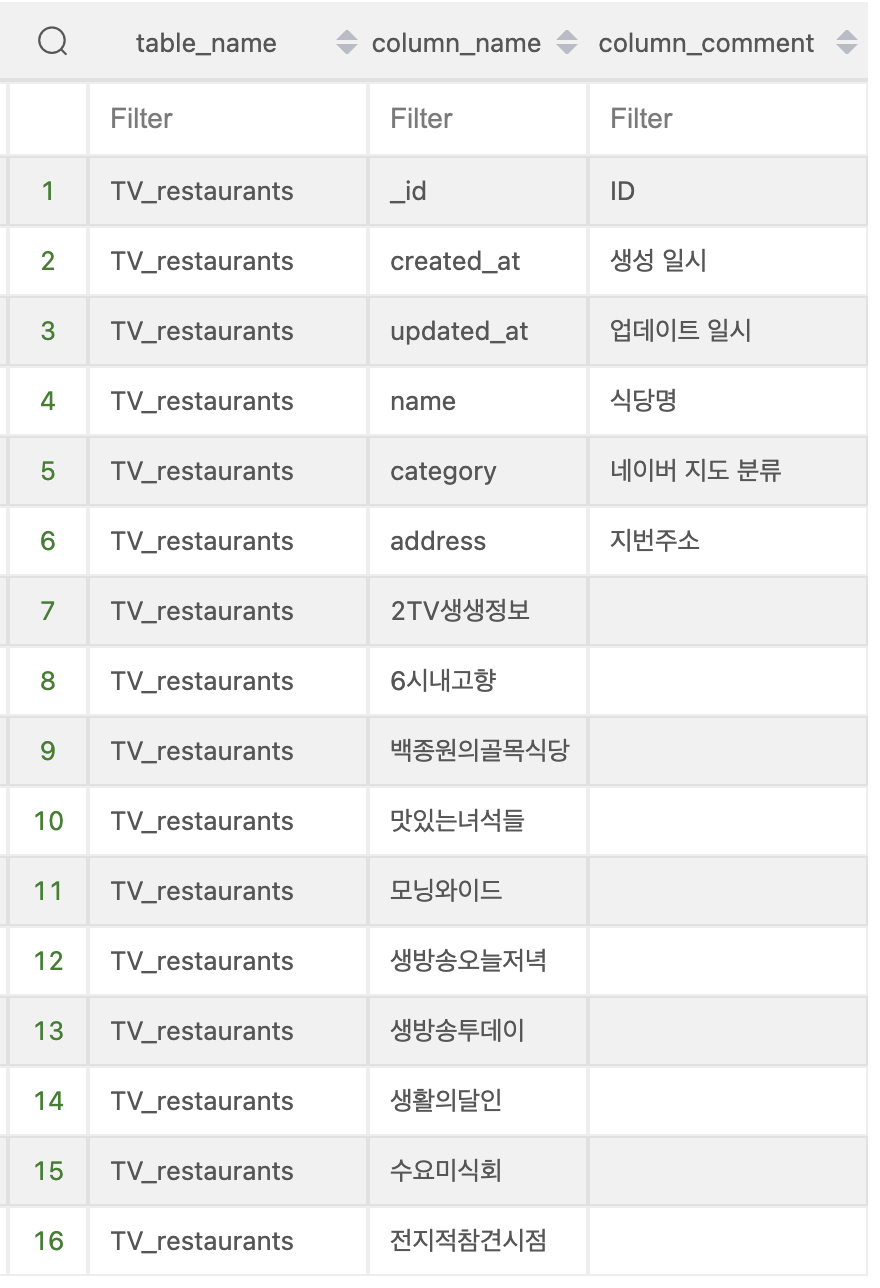 table_name column_name column_comment
Filter Filter Filter
1 TV_restaurants _id ID
2 TV_restaurants created_at 생성 일시
3 TV_restaurants updated_at 업데이트 일시
4 TV_restaurants name 식당명
5 TV_restaurants category 네이버 지도 분류
6 TV_restaurants address 지번주소
7 TV_restaurants 2TV생생정보
8 TV_restaurants 6시내고향
9 TV_restaurants 백종원의골목식당
10 TV_restaurants 맛있는녀석들
11 TV_restaurants 모닝와이드
12 TV_restaurants 생방송오늘저녁
13 TV_restaurants 생방송투데이
14 TV_restaurants 생활의달인
15 TV_restaurants 수요미식회
16 TV_restaurants 전지적참견시점